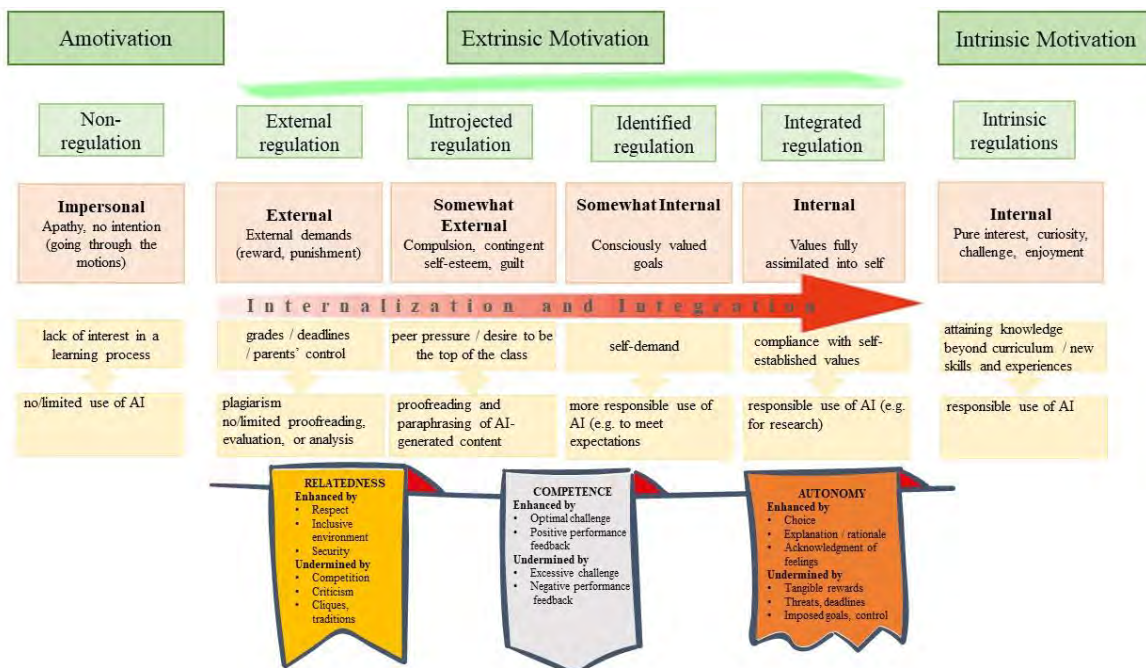 Amotivation
Extrinsic Motivation
Intrinsic Motivation
Non-
regulation
External
regulation
Introjected
regulation
Identified
regulation
Integrated
regulation
Intrinsic
regulations
Impersonal
Apathy, no intention
(going through the
motions)
External
External demands
(reward, punishment)
Somewhat
External
Compulsion, contingent
self-esteem, guilt
Somewhat Internal
Consciously valued
goals
Internal
Values fully
assimilated into self
Internal
Pure interest, curiosity,
challenge, enjoyment
Internalization and Integration
lack of interest in a
learning process
grades / deadlines
/ parents' control
peer pressure / desire to be
the top of the class
self-demand
compliance with self-
established values
attaining knowledge
beyond curriculum / new
skills and experiences
no/limited use of AI
plagiarism
no/limited proofreading,
evaluation, or analysis
proofreading and
paraphrasing of AI-
generated content
more responsible use of
AI (e.g. to meet
expectations
responsible use of AI (e.g.
for research)
responsible use of AI
RELATEDNESS
Enhanced by
• Respect
• Inclusive
environment
• Security
Undermined by
• Competition
• Criticism
• Cliques,
traditions
COMPETENCE
Enhanced by
• Optimal challenge
• Positive performance
feedback
Undermined by
• Excessive challenge
• Negative performance
feedback
AUTONOMY
Enhanced by
• Choice
• Explanation / rationale
• Acknowledgment of
feelings
Undermined by
• Tangible rewards
• Threats, deadlines
• Imposed goals, control